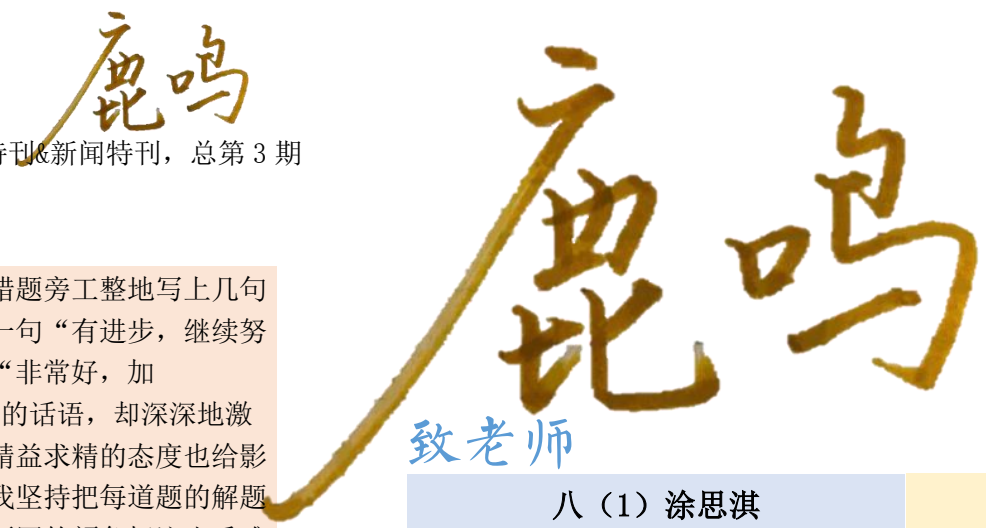 鹿鸣
刊&新闻特刊，总第 3 期
错题旁工整地写上几句
一句“有进步，继续努
“非常好，加
的话语，却深深地激
精益求精的态度也给影
我坚持把每道题的解题
鹿鸣
致老师
八（1）涂思淇